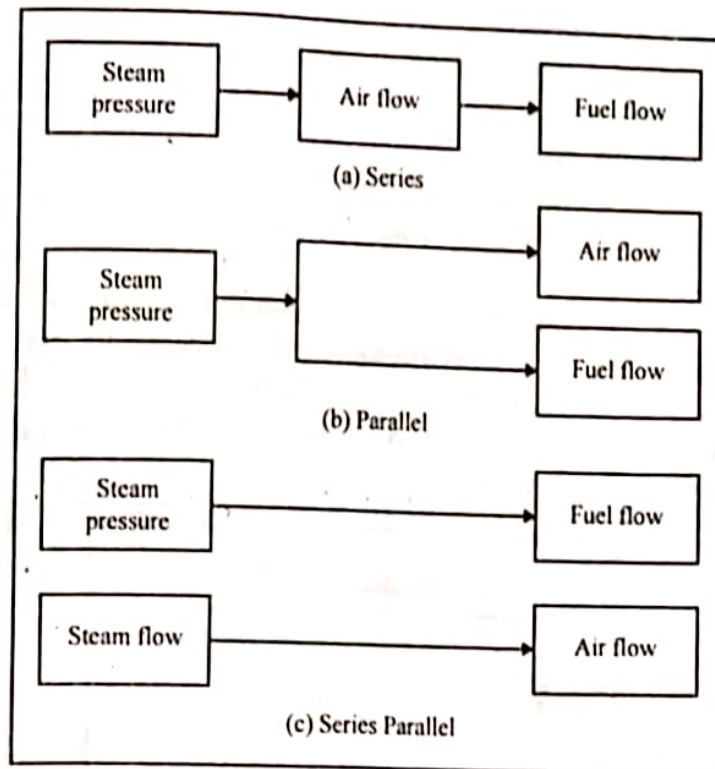 Steam
pressure
Air flow
Fuel flow
(a) Series
Steam
pressure
Air flow
Fuel flow
(b) Parallel
Steam
pressure
Fuel flow
Steam flow
Air flow
(c) Series Parallel